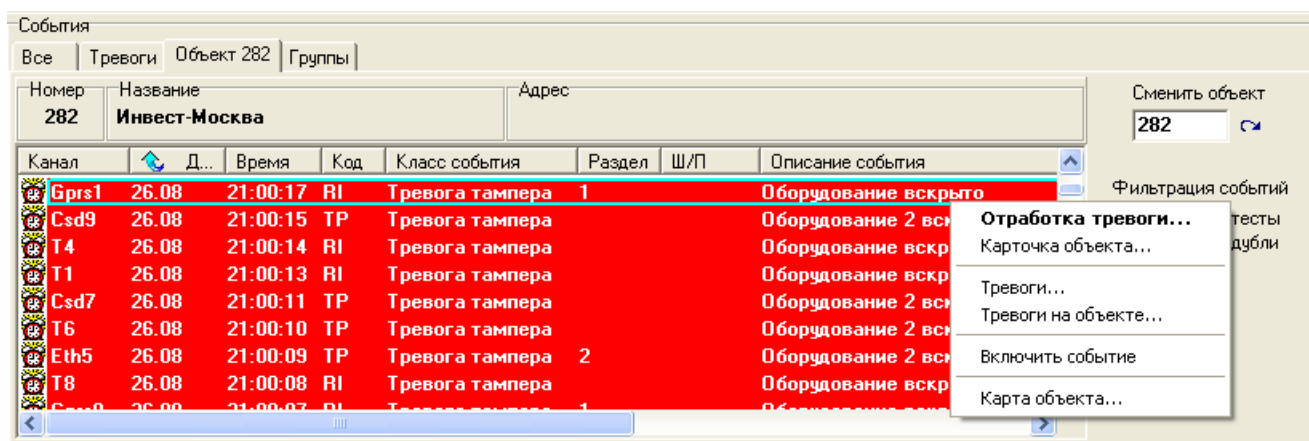 События
Все Тревоги Объект 282 Группы
Номер Название Адрес Сменить объект
282 Инвест-Москва 282
Канал Д... Время Код Класс события Раздел Ш/П Описание события
Фильтрация событий
Gprs1 26.08 21:00:17 RI Тревога тампера 1 Оборудование вскрыто
Csd9 26.08 21:00:15 TP Тревога тампера Оборудование 2 вск Отработка тревоги... тесты
T4 26.08 21:00:14 RI Тревога тампера Оборудование вскр Карточка объекта... дубли
T1 26.08 21:00:13 RI Тревога тампера Оборудование вскр
Тревоги...
Csd7 26.08 21:00:11 TP Тревога тампера Оборудование 2 вск Тревоги на объекте...
T6 26.08 21:00:10 TP Тревога тампера Оборудование 2 вск
Eth5 26.08 21:00:09 TP Тревога тампера 2 Оборудование 2 вск Включить событие
T8 26.08 21:00:08 RI Тревога тампера Оборудование вскр
Карта объекта...